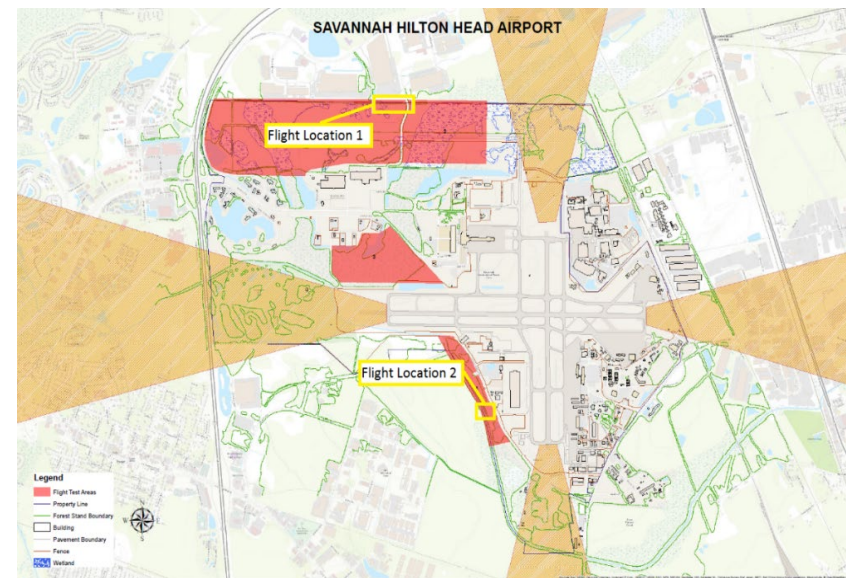 SAVANNAH HILTON HEAD AIRPORT
Flight Location 1
Flight Location 2
Legend
Flight Test Areas
Property Line
Forest Stand Boundary
Building
Pavement Boundary
Fence
Wetland
N
W
E
S